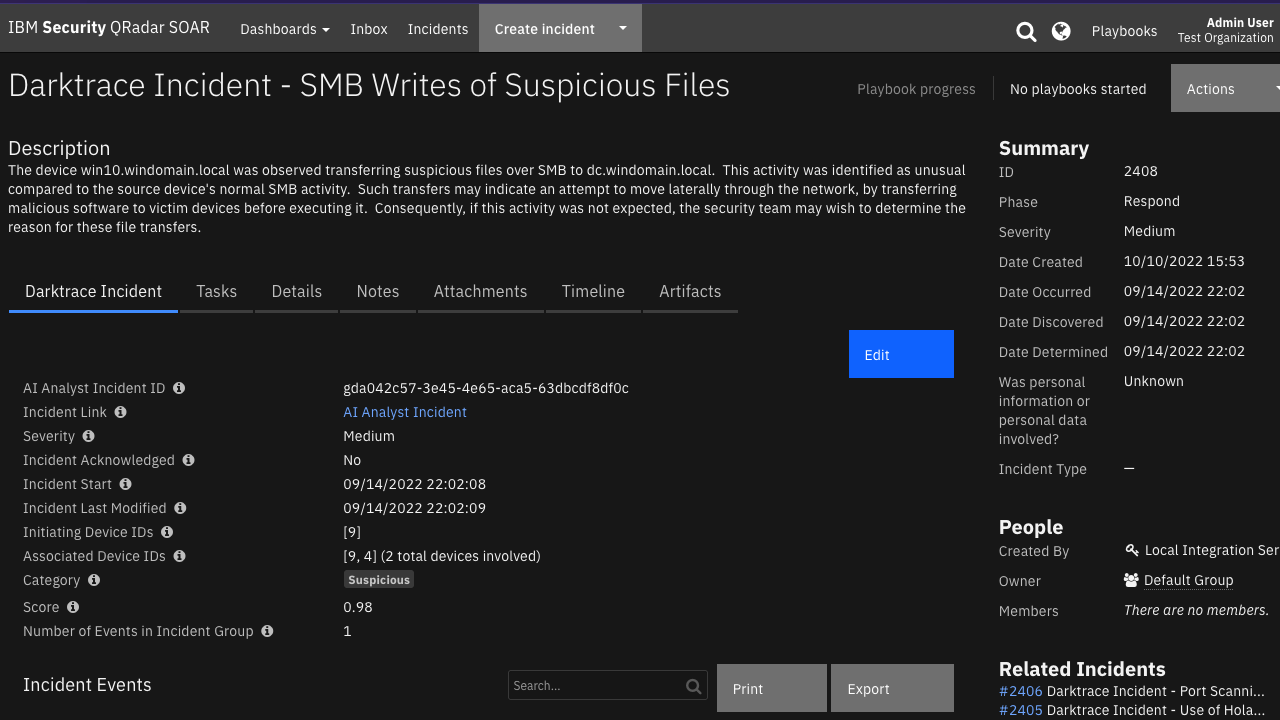 IBM Security QRadar SOAR
Dashboards
Inbox
Incidents
Create incident
Playbooks
Admin User
Test Organization
Darktrace Incident - SMB Writes of Suspicious Files
Playbook progress
No playbooks started
Actions
Description
The device win10.windomain.local was observed transferring suspicious files over SMB to dc.windomain.local.  This activity was identified as unusual
compared to the source device's normal SMB activity.  Such transfers may indicate an attempt to move laterally through the network, by transferring
malicious software to victim devices before executing it.  Consequently, if this activity was not expected, the security team may wish to determine the
reason for these file transfers.
Darktrace Incident
Tasks
Details
Notes
Attachments
Timeline
Artifacts
Edit
AI Analyst Incident ID gda042c57-3e45-4e65-aca5-63dbcdf8df0c
Incident Link AI Analyst Incident
Severity Medium
Incident Acknowledged No
Incident Start 09/14/2022 22:02:08
Incident Last Modified 09/14/2022 22:02:09
Initiating Device IDs [9]
Associated Device IDs [9, 4] (2 total devices involved)
Category Suspicious
Score 0.98
Number of Events in Incident Group 1
Incident Events
Search...
Print
Export
Summary
ID 2408
Phase Respond
Severity Medium
Date Created 10/10/2022 15:53
Date Occurred 09/14/2022 22:02
Date Discovered 09/14/2022 22:02
Date Determined 09/14/2022 22:02
Was personal Unknown
information or
personal data
involved?
Incident Type —
People
Created By Local Integration Ser
Owner Default Group
Members There are no members.
Related Incidents
#2406 Darktrace Incident - Port Scanni...
#2405 Darktrace Incident - Use of Hola...